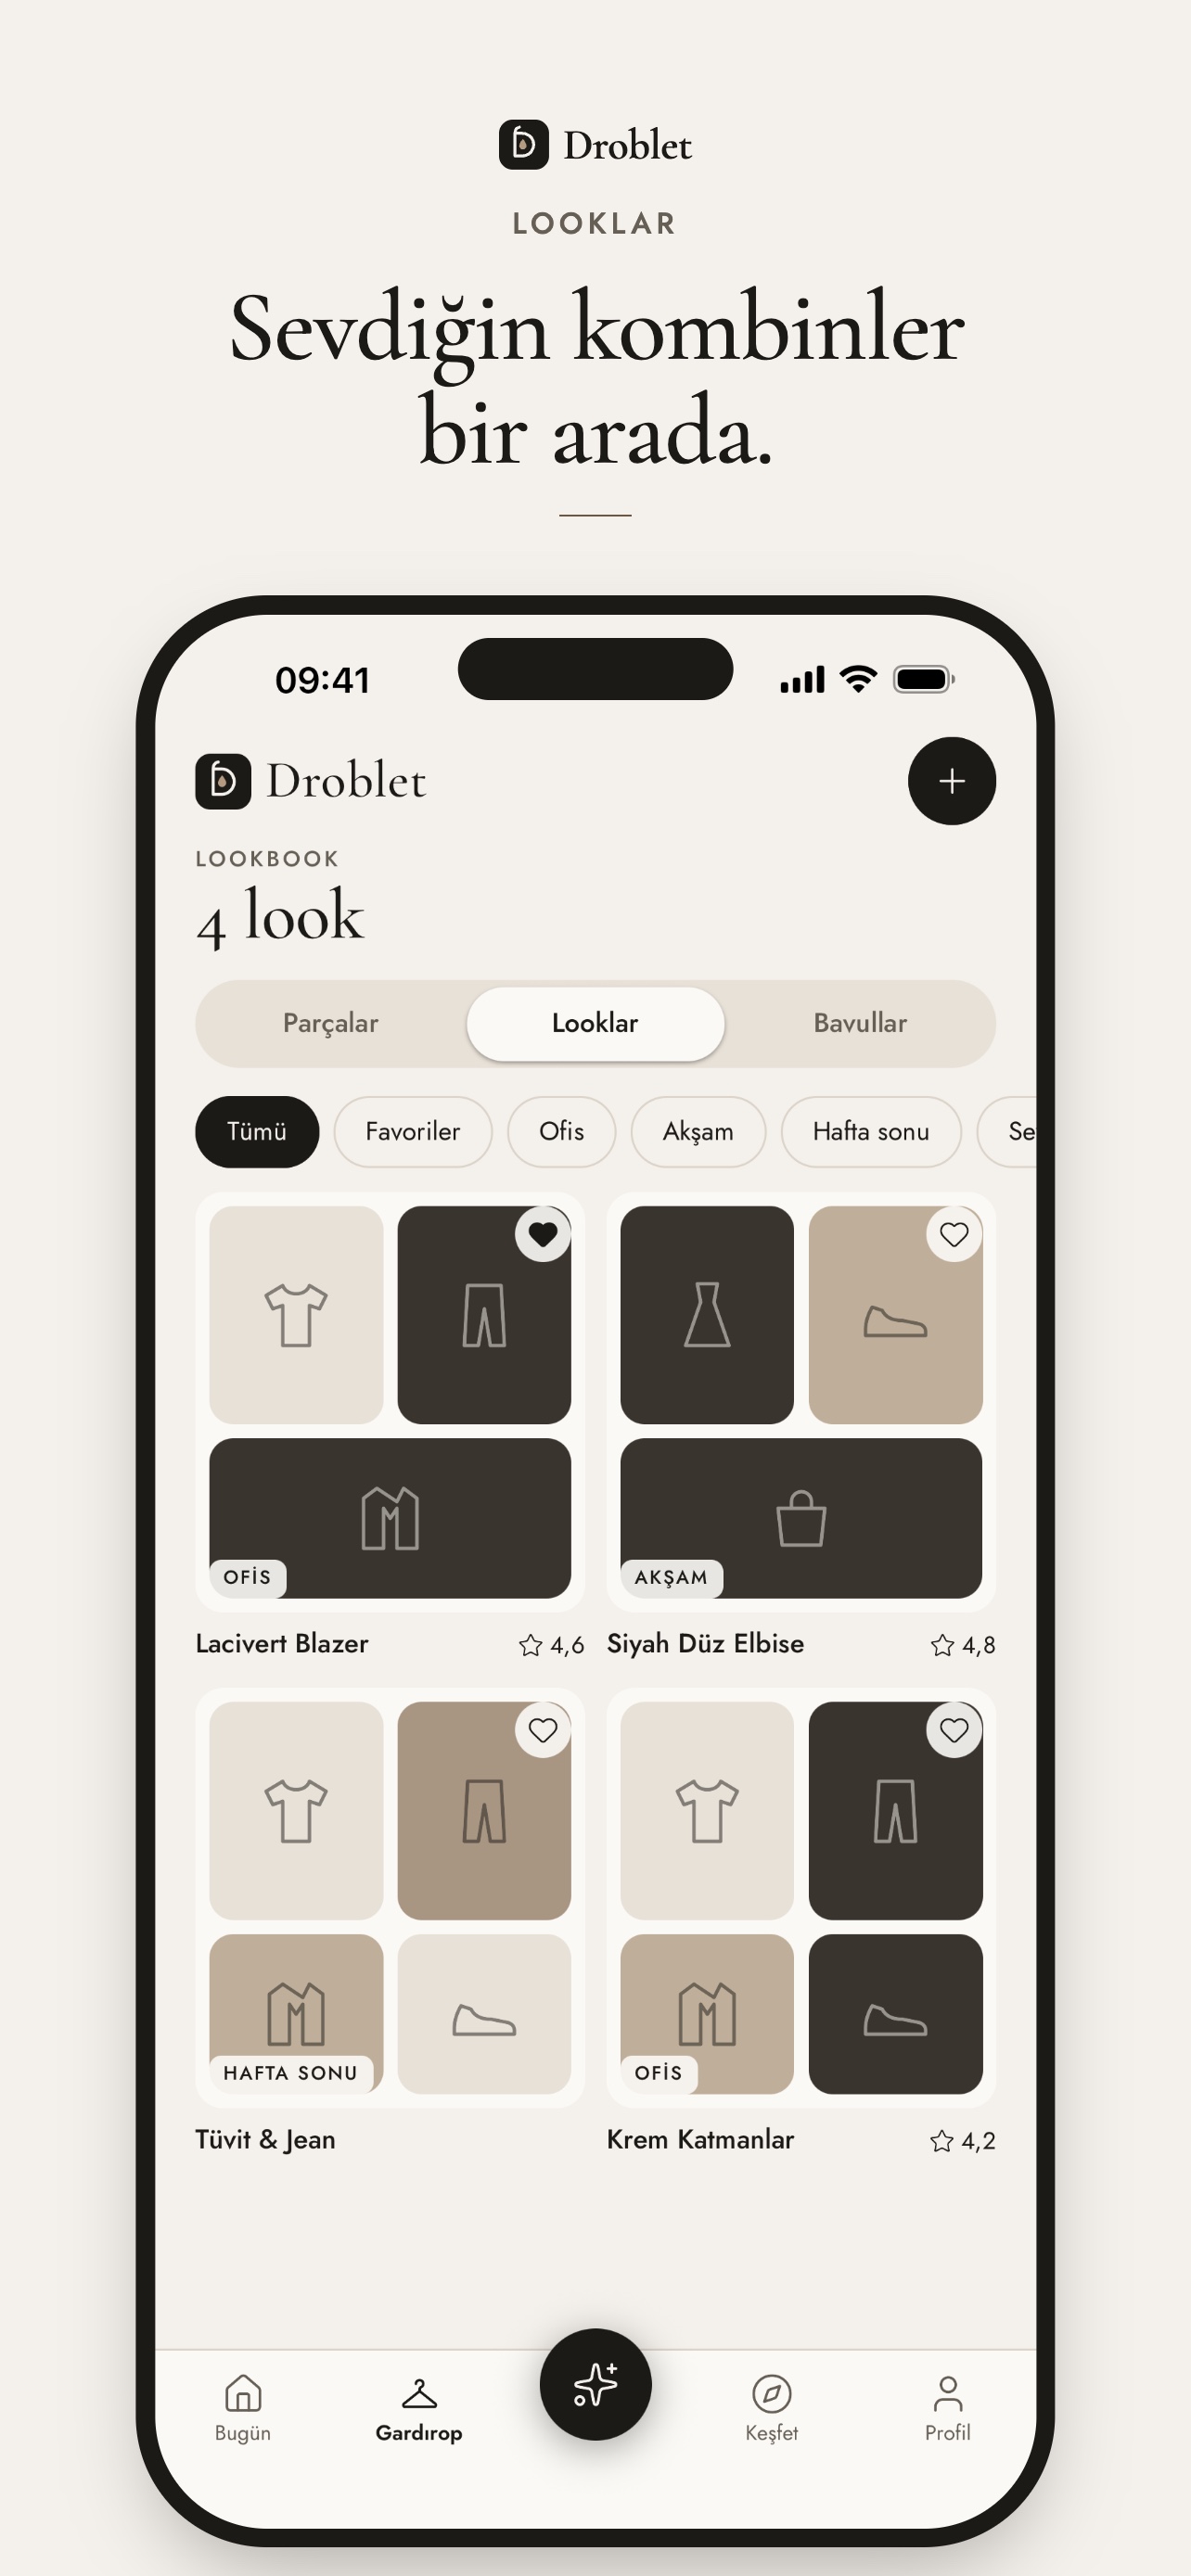 Droblet
LOOKLAR
Sevdiğin kombinler
bir arada.
09:41
Droblet
LOOKBOOK
4 look
Parçalar Looklar Bavullar
Tümü Favoriler Ofis Akşam Hafta sonu Se
OFİS AKŞAM
Lacivert Blazer 4,6 Siyah Düz Elbise 4,8
HAFTA SONU OFİS
Tüvit & Jean Krem Katmanlar 4,2
Bugün Gardırop Keşfet Profil